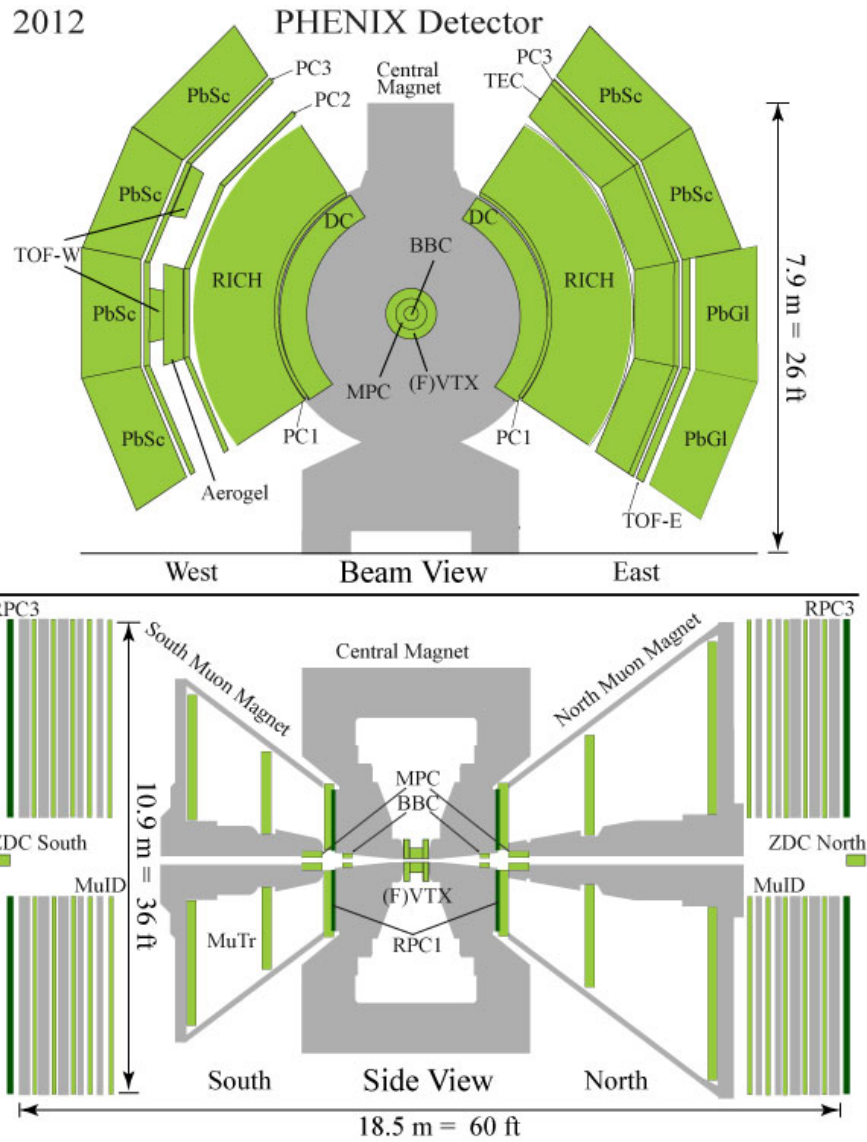 2012
PHENIX Detector
Central
Magnet
PC3
PC2
PbSc
PbSc
PbSc
PbSc
TOF-W
RICH
DC
BBC
MPC
(F)VTX
PC1
Aerogel
PC3
TEC
PbSc
PbSc
PbGl
PbGl
DC
RICH
PC1
TOF-E
7.9 m = 26 ft
West
Beam View
East
RPC3
South Muon Magnet
Central Magnet
North Muon Magnet
RPC3
MPC
BBC
10.9 m = 36 ft
ZDC South
ZDC North
MuID
(F)VTX
MuID
MuTr
RPC1
South
Side View
North
18.5 m = 60 ft